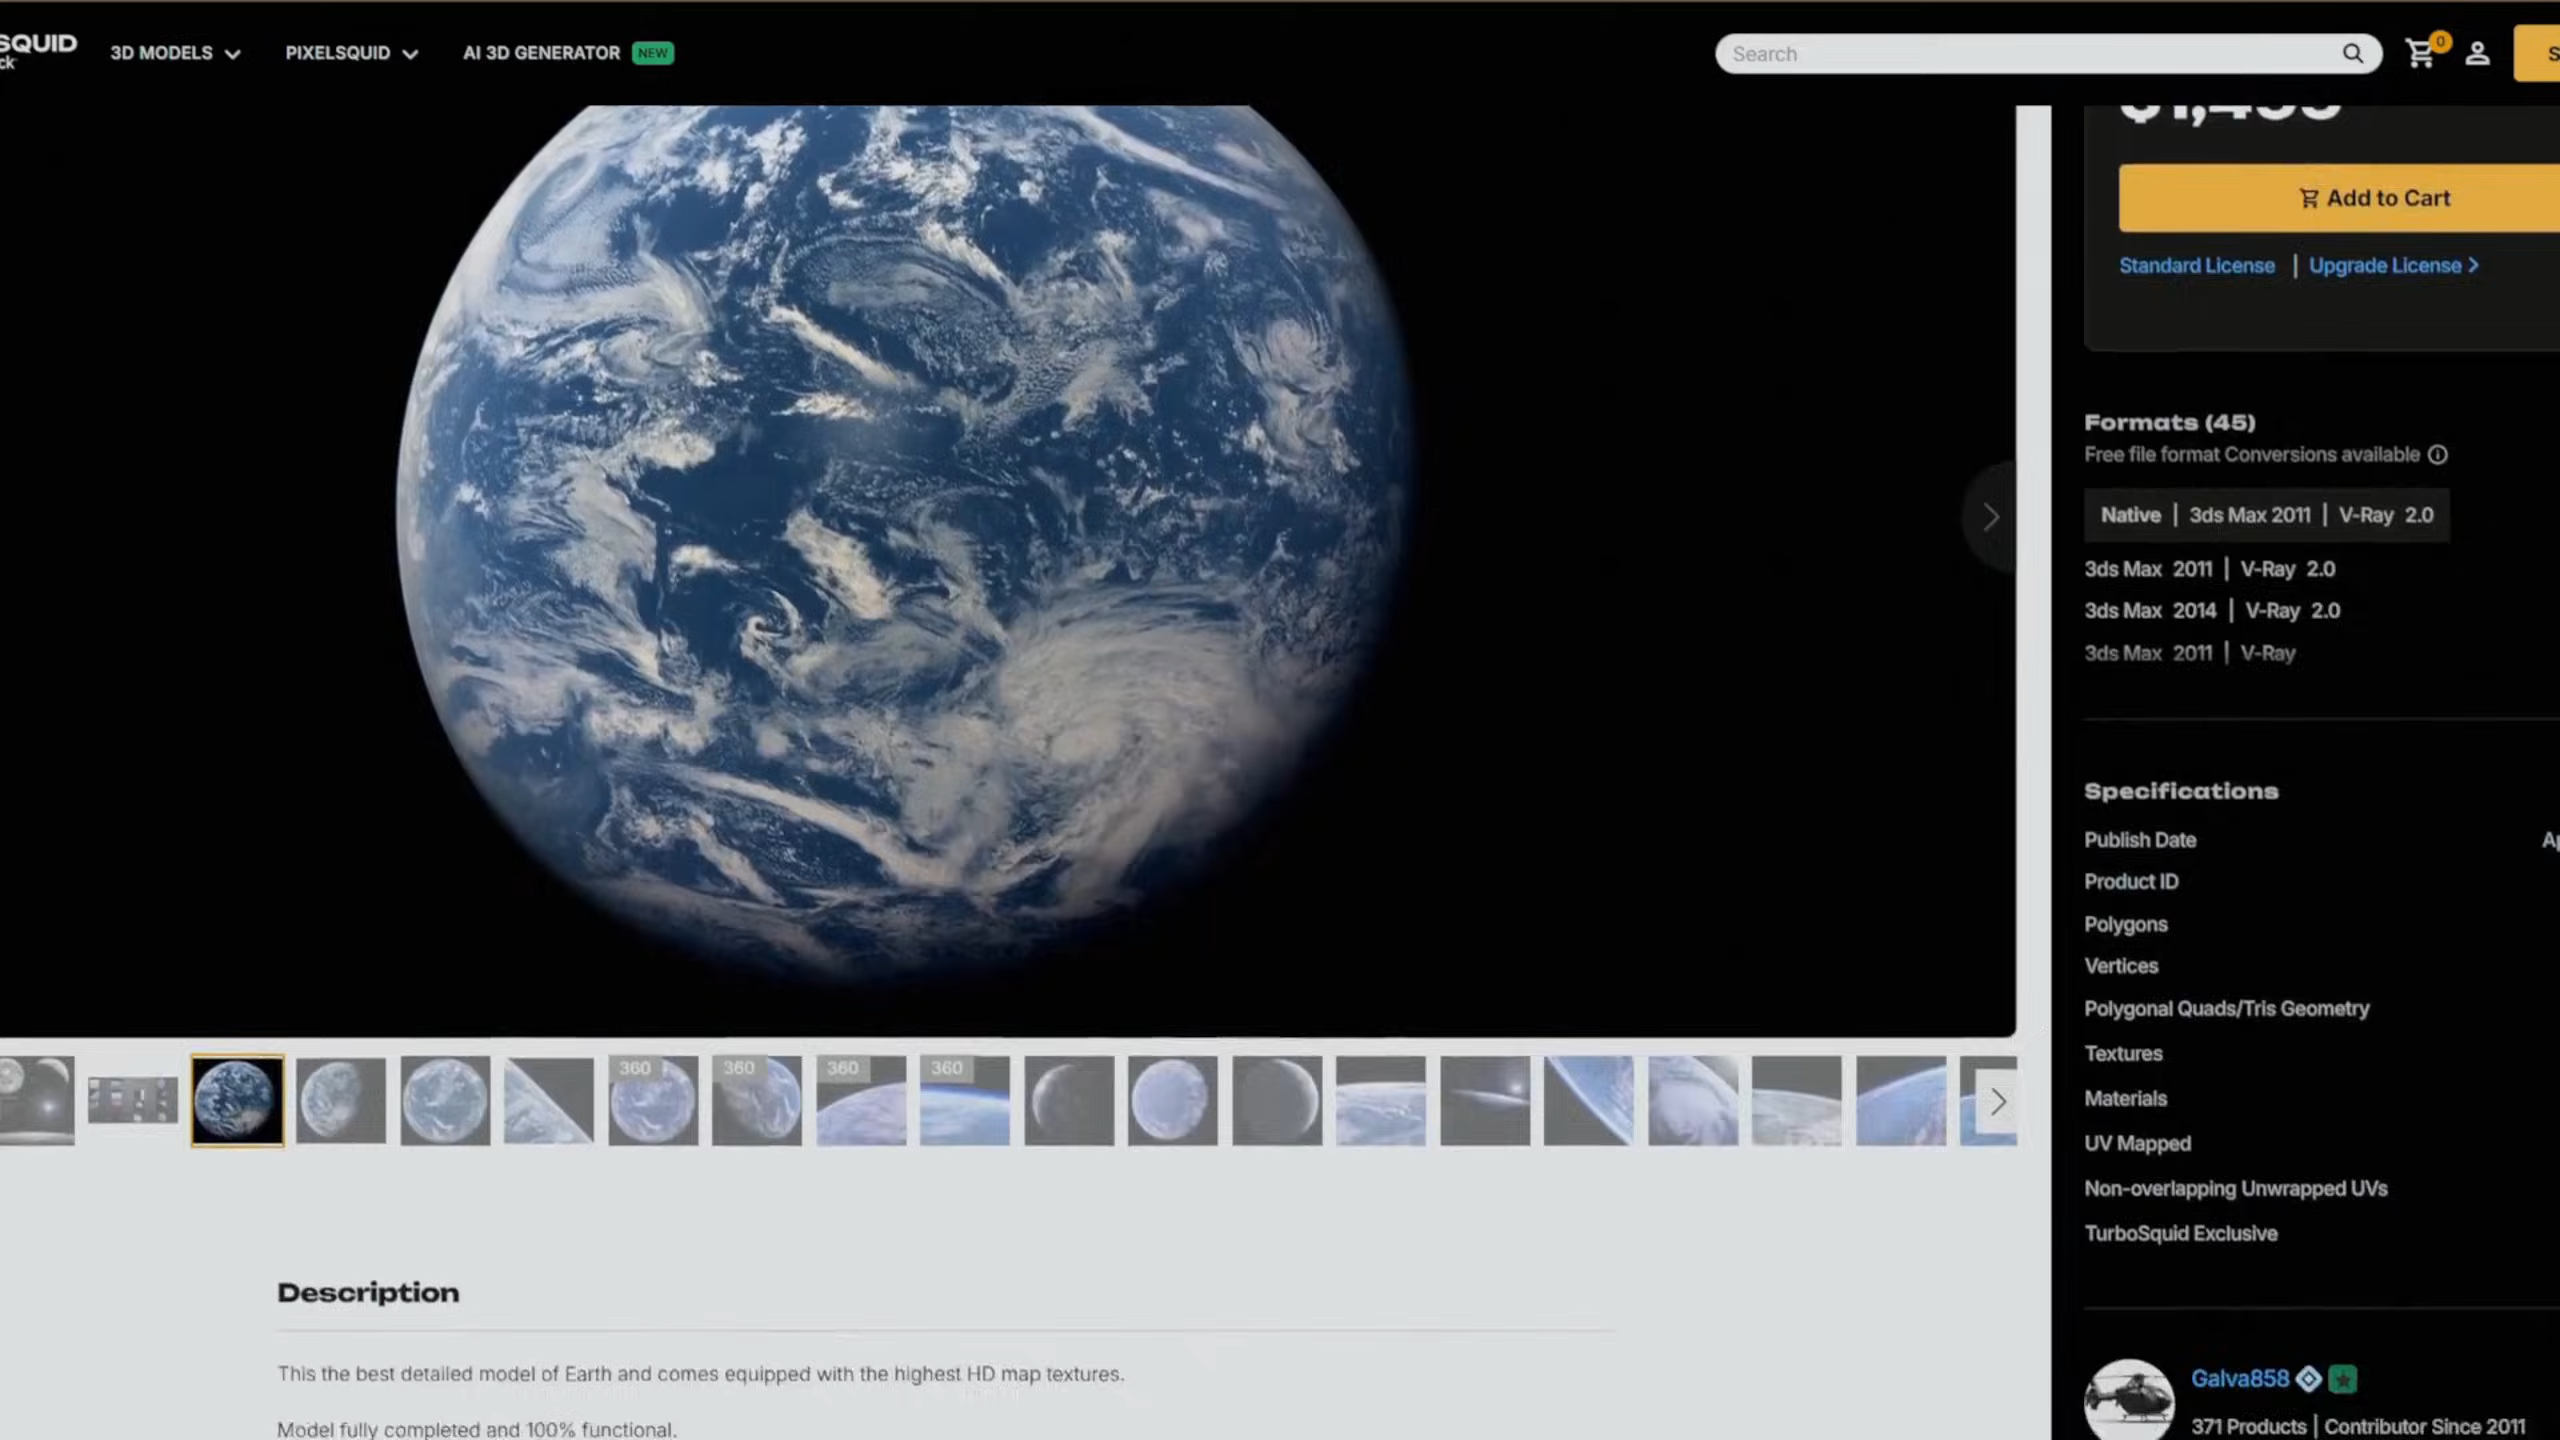 SQUID
ck
3D MODELS
PIXELSQUID
AI 3D GENERATOR NEW
Search
0
S
Add to Cart
Standard License | Upgrade License
Formats (45)
Free file format Conversions available
Native | 3ds Max 2011 | V-Ray 2.0
3ds Max 2011 | V-Ray 2.0
3ds Max 2014 | V-Ray 2.0
3ds Max 2011 | V-Ray
Specifications
Publish Date Ap
Product ID
Polygons
Vertices
Polygonal Quads/Tris Geometry
Textures
Materials
UV Mapped
Non-overlapping Unwrapped UVs
TurboSquid Exclusive
Galva858
371 Products | Contributor Since 2011
360 360 360 360
Description
This the best detailed model of Earth and comes equipped with the highest HD map textures.
Model fully completed and 100% functional.